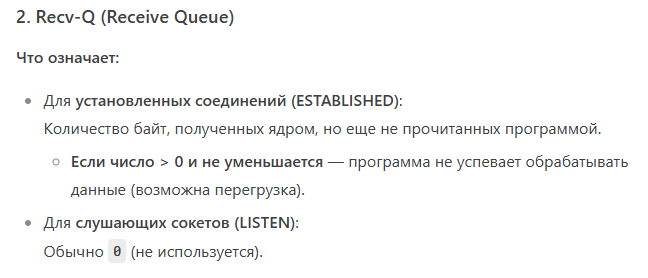 2. Recv-Q (Receive Queue)
Что означает:
Для установленных соединений (ESTABLISHED):
Количество байт, полученных ядром, но еще не прочитанных программой.
Если число > 0 и не уменьшается — программа не успевает обрабатывать
данные (возможна перегрузка).
Для слушающих сокетов (LISTEN):
Обычно 0 (не используется).